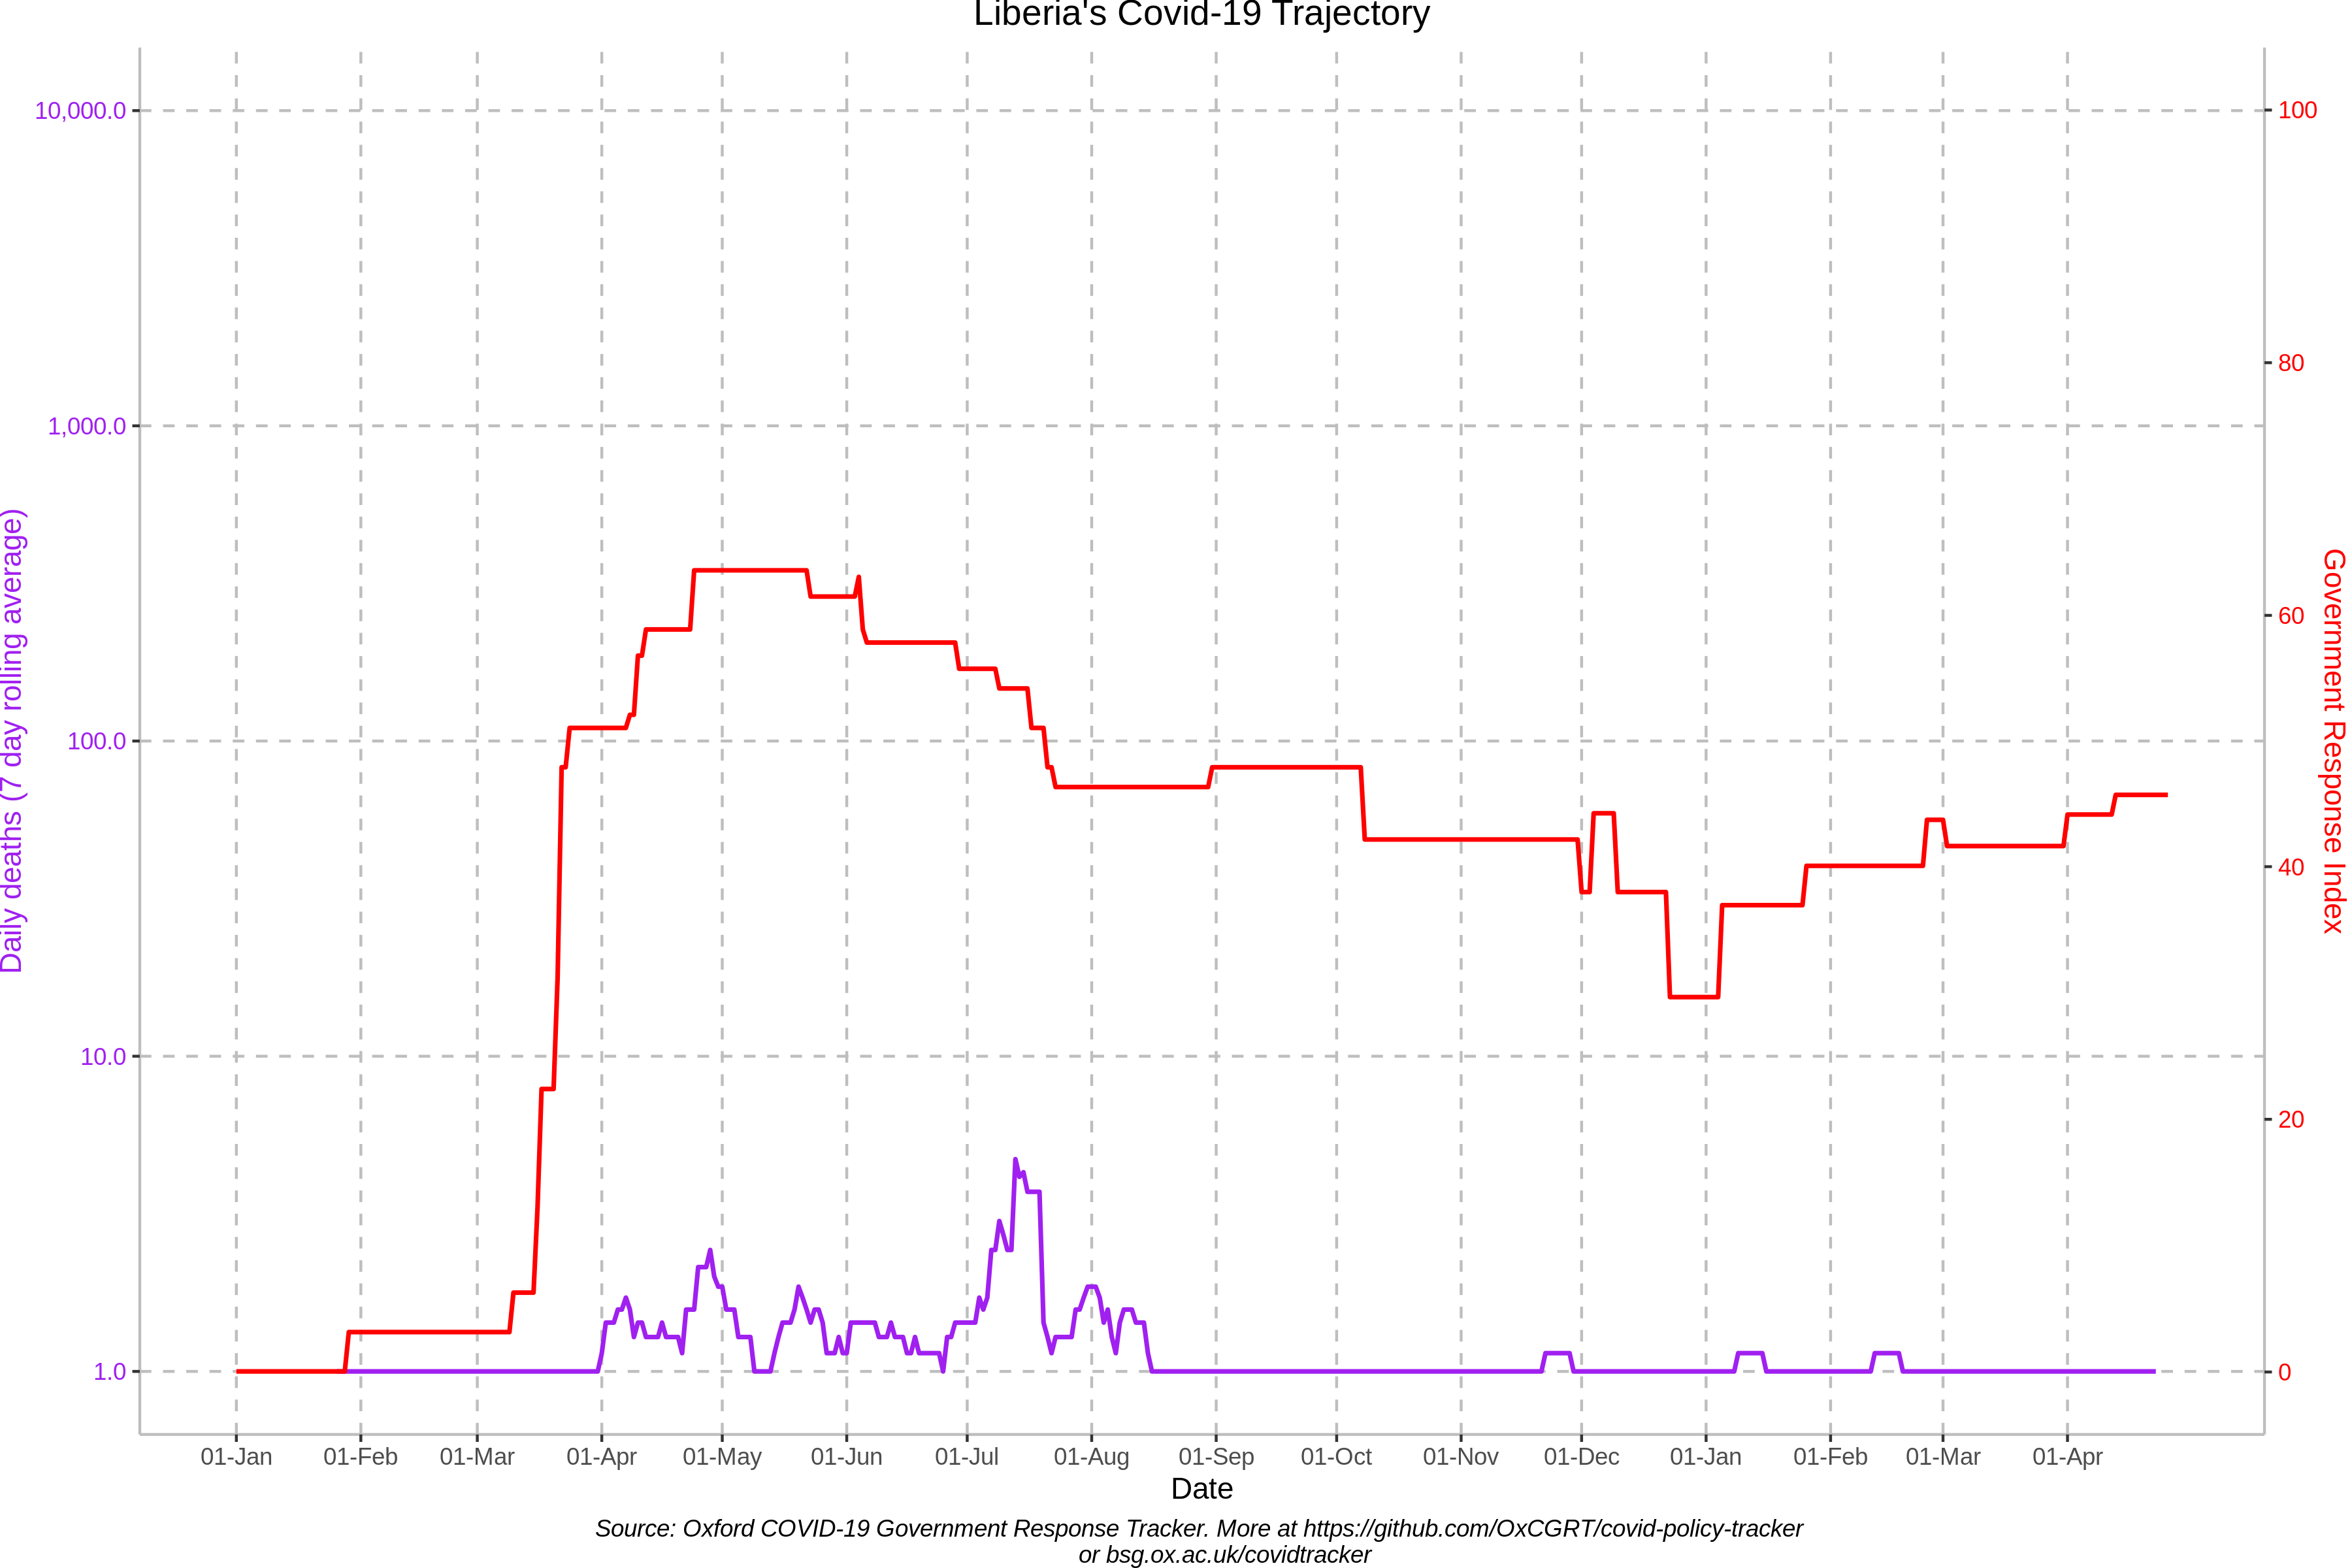 Liberia's Covid-19 Trajectory
10,000.0
1,000.0
100.0
10.0
1.0
Daily deaths (7 day rolling average)
100
80
60
40
20
0
Government Response Index
01-Jan 01-Feb 01-Mar 01-Apr 01-May 01-Jun 01-Jul 01-Aug 01-Sep 01-Oct 01-Nov 01-Dec 01-Jan 01-Feb 01-Mar 01-Apr
Date
Source: Oxford COVID-19 Government Response Tracker. More at https://github.com/OxCGRT/covid-policy-tracker
or bsg.ox.ac.uk/covidtracker